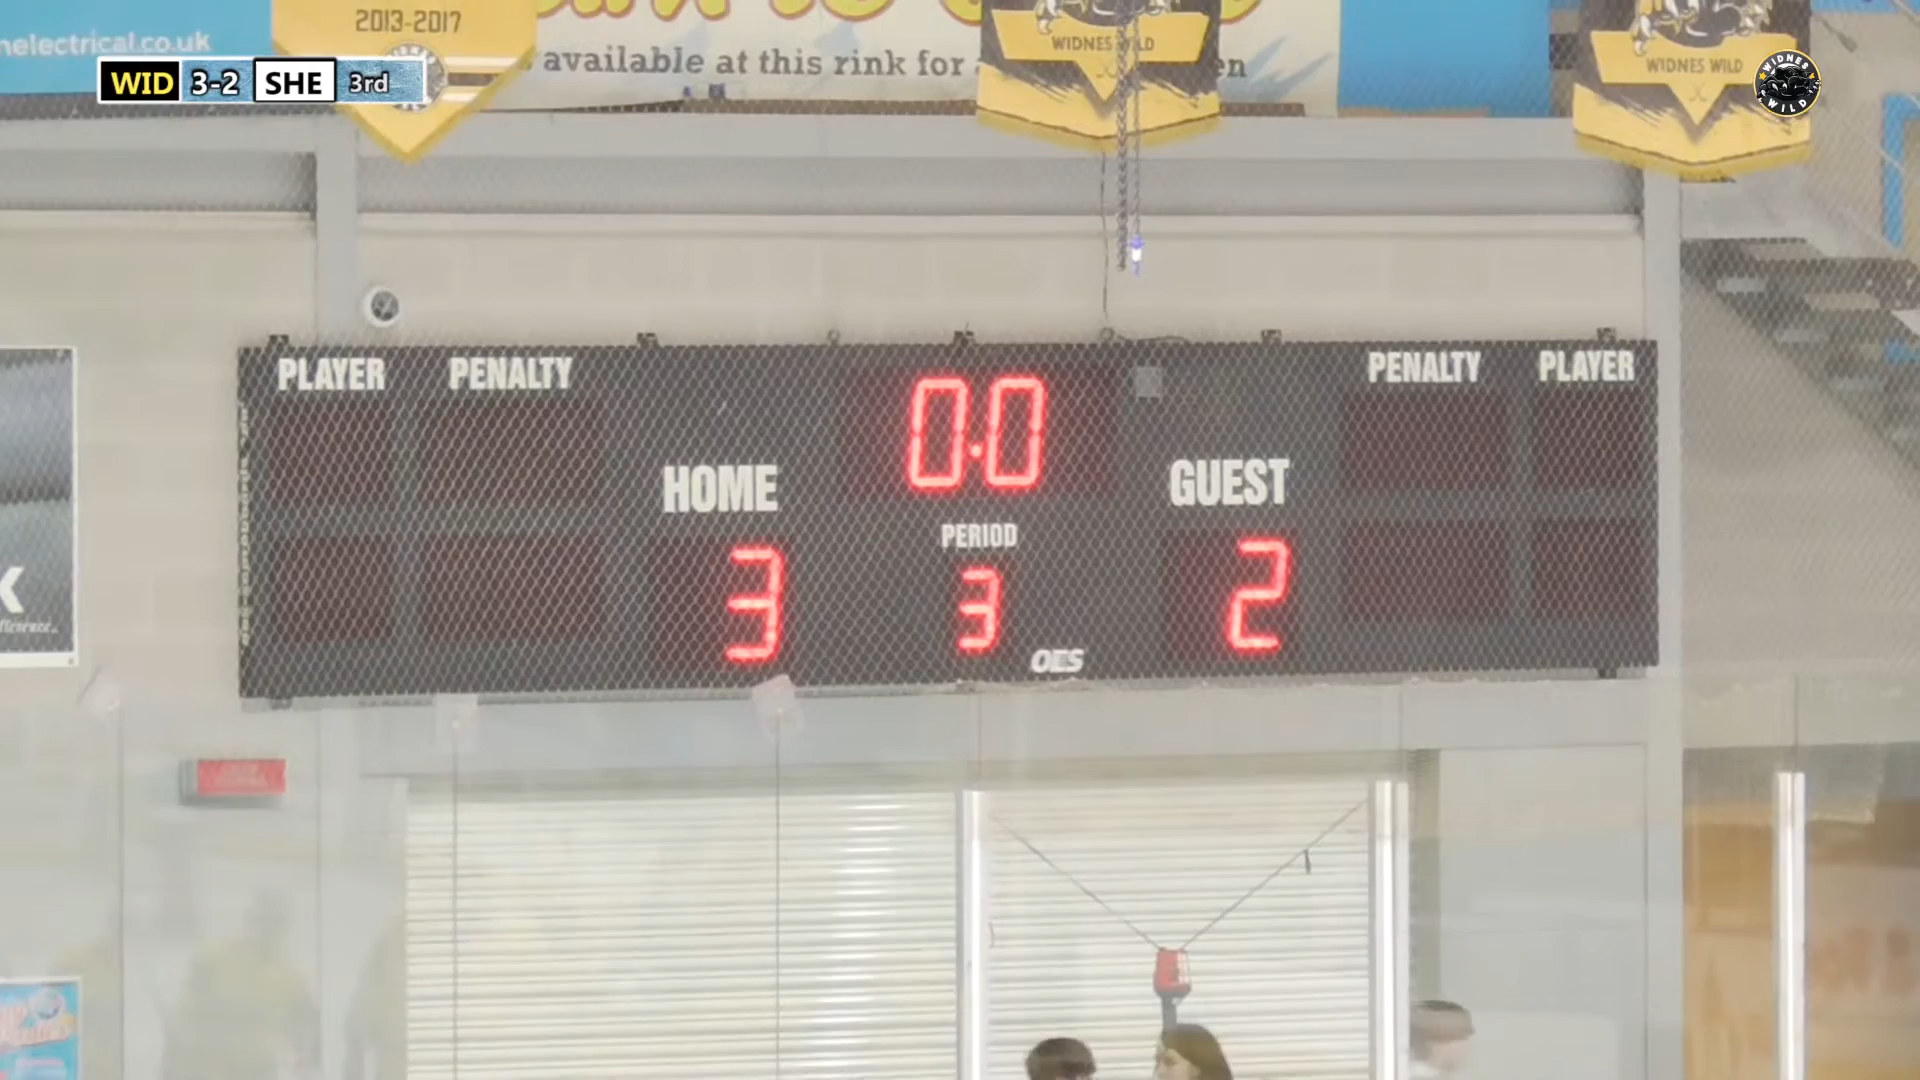 2013-2017
nelectrical.co.uk
available at this rink for
en
WIDNES WILD
WIDNES WILD
WID 3-2 SHE 3rd
WIDNES
WILD
PLAYER PENALTY
0.0
PENALTY PLAYER
HOME
GUEST
PERIOD
3
3
2
OES
K